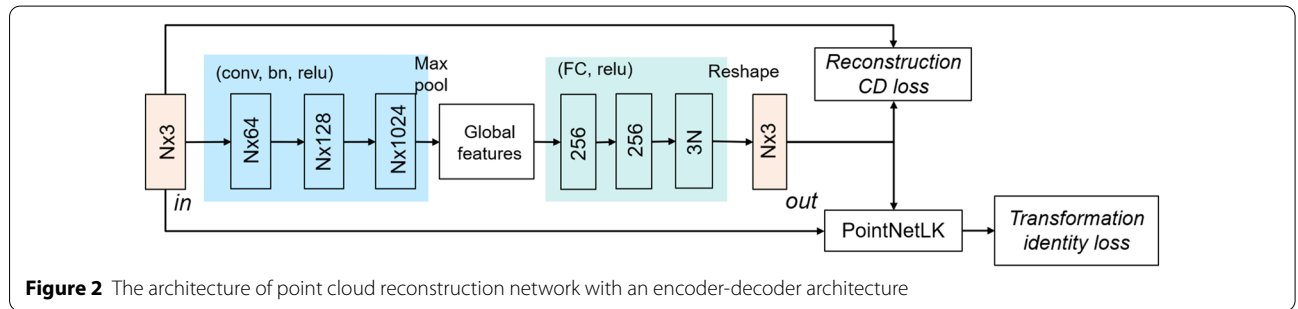 (conv, bn, relu)
Max
pool
(FC, relu)
Reshape
Reconstruction
CD loss
Nx3
Nx64
Nx128
Nx1024
Global
features
256
256
3N
Nx3
in
out
PointNetLK
Transformation
identity loss
Figure 2 The architecture of point cloud reconstruction network with an encoder-decoder architecture